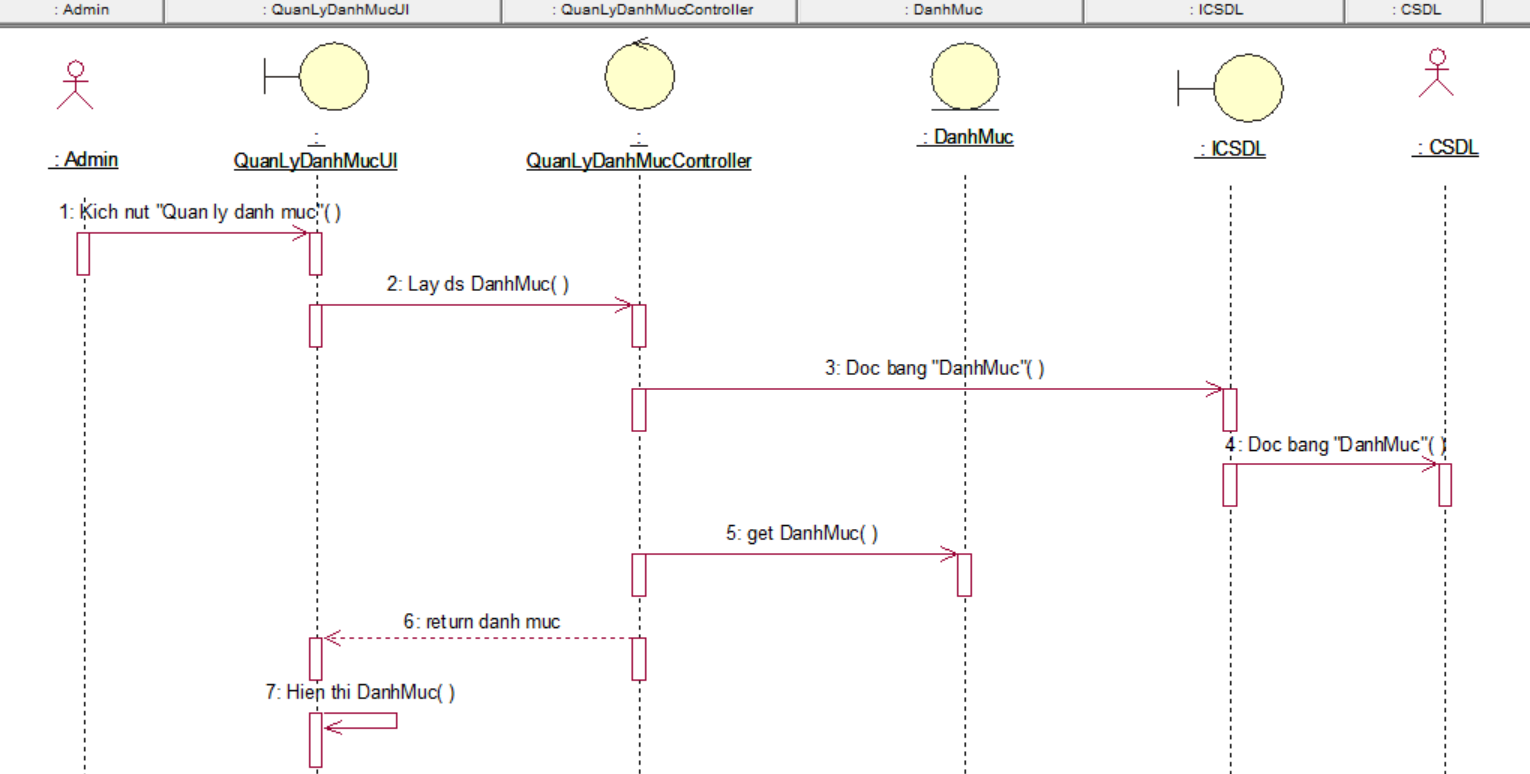 : Admin
: QuanLyDanhMucUI
: QuanLyDanhMucController
: DanhMuc
: ICSDL
: CSDL
: Admin
:
QuanLyDanhMucUI
:
QuanLyDanhMucController
: DanhMuc
: ICSDL
: CSDL
1: Kich nut "Quan ly danh muc"( )
2: Lay ds DanhMuc( )
3: Doc bang "DanhMuc"( )
4: Doc bang "DanhMuc"( )
5: get DanhMuc( )
6: return danh muc
7: Hien thi DanhMuc( )